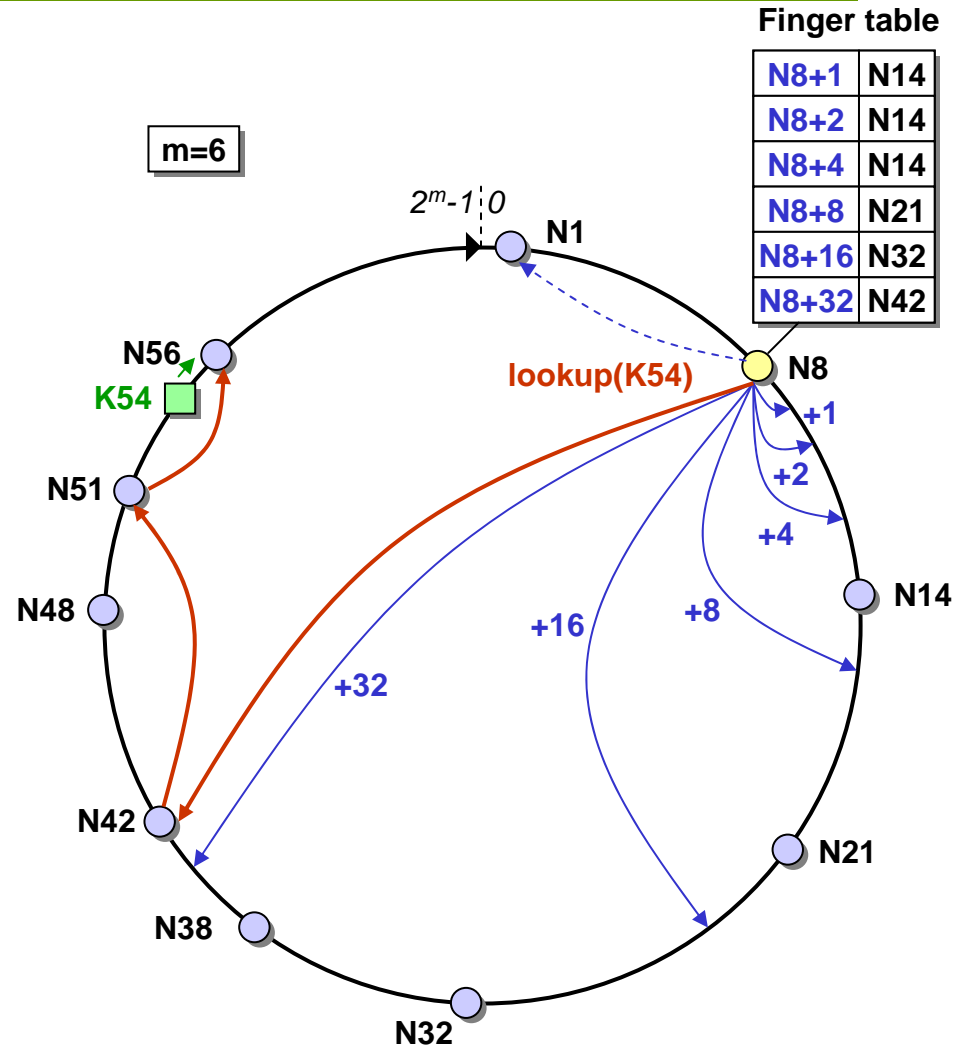 Finger table
N8+1 N14
N8+2 N14
N8+4 N14
N8+8 N21
N8+16 N32
N8+32 N42
m=6
2^m-1 0
N1
N56
K54
lookup(K54)
N8
+1
+2
+4
N51
N48
N14
+16
+8
+32
N42
N21
N38
N32